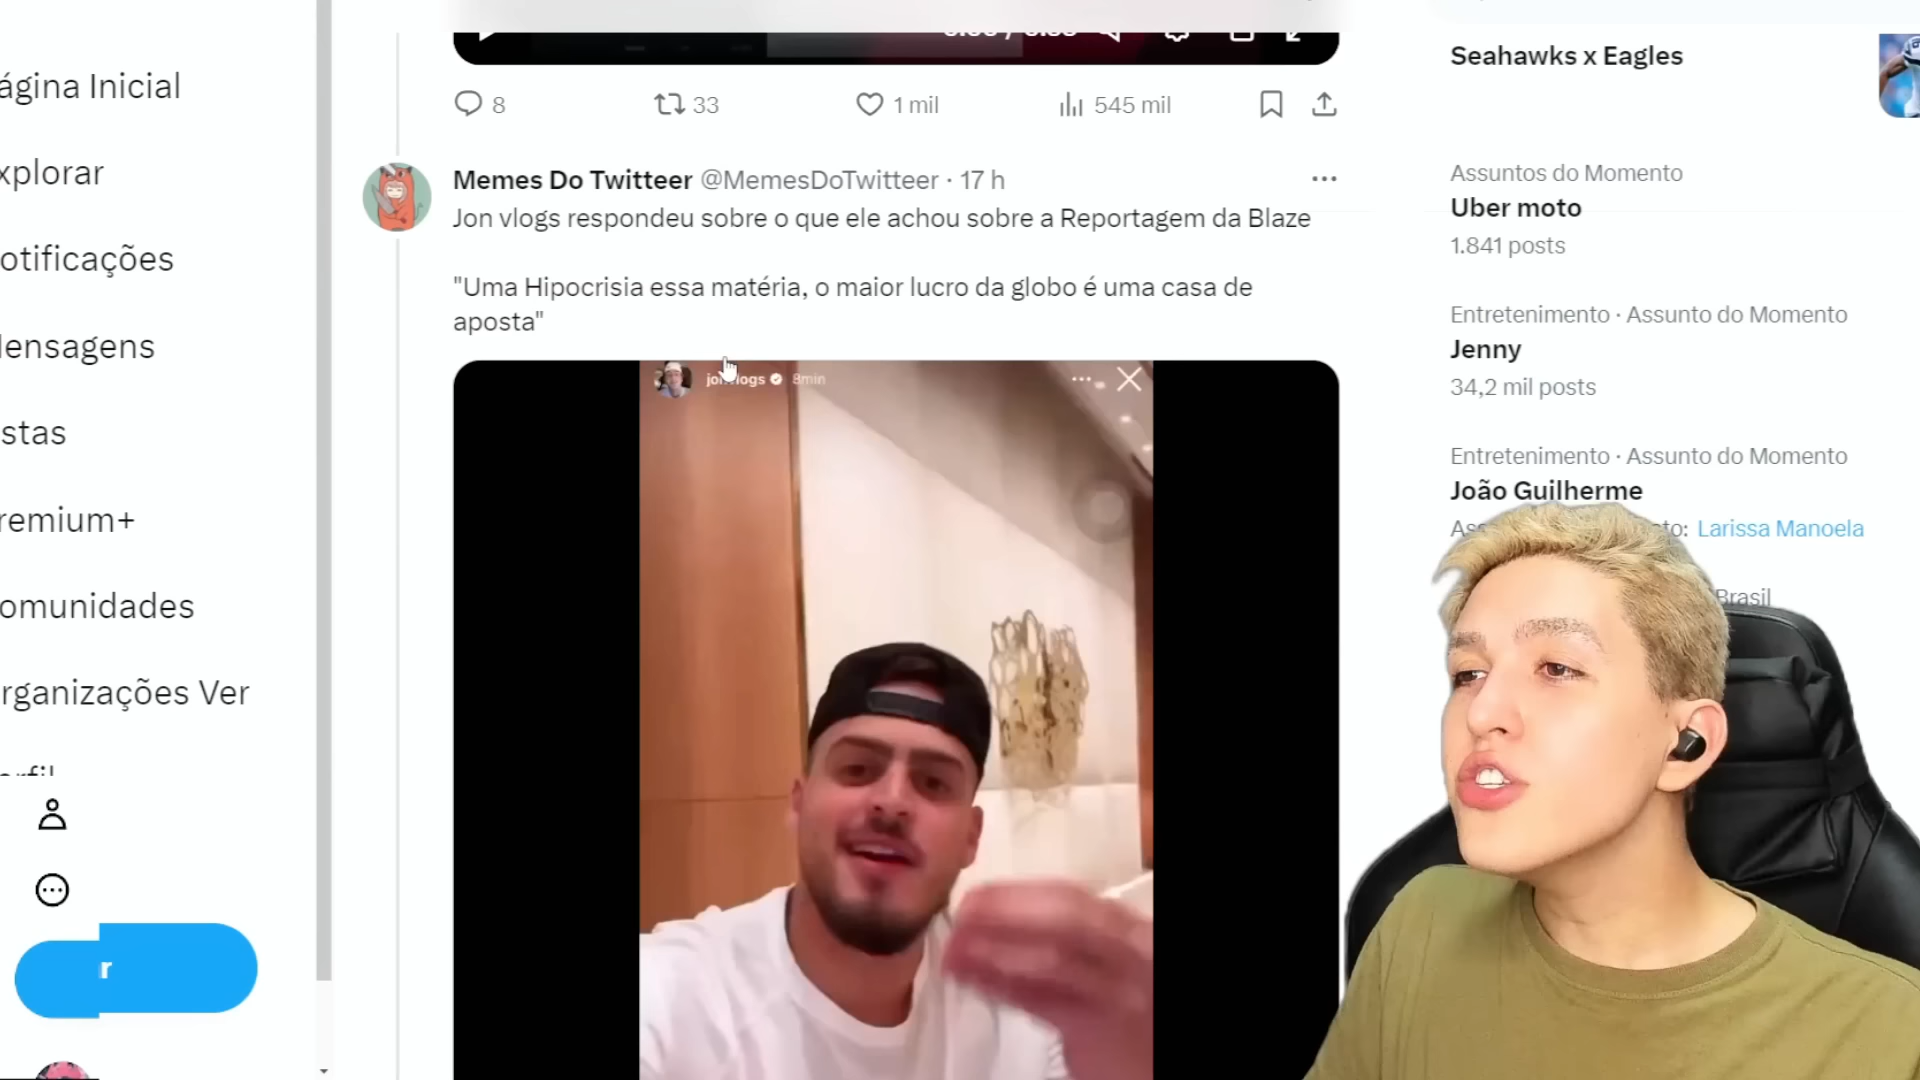 ágina Inicial
xplorar
otificações
ensagens
stas
remium+
omunidades
rganizações Ver
r
8
33
1 mil
545 mil
Memes Do Twitteer @MemesDoTwitteer · 17 h
Jon vlogs respondeu sobre o que ele achou sobre a Reportagem da Blaze
"Uma Hipocrisia essa matéria, o maior lucro da globo é uma casa de
aposta"
8min
Seahawks x Eagles
Assuntos do Momento
Uber moto
1.841 posts
Entretenimento · Assunto do Momento
Jenny
34,2 mil posts
Entretenimento · Assunto do Momento
João Guilherme
Larissa Manoela
Brasil